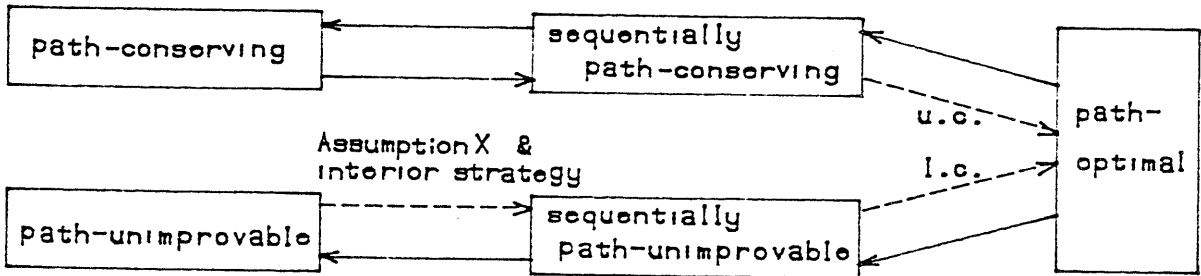 path-conserving
sequentially
path-conserving
u.c.
path-
optimal
Assumption X &
interior strategy
l.c.
path-unimprovable
sequentially
path-unimprovable